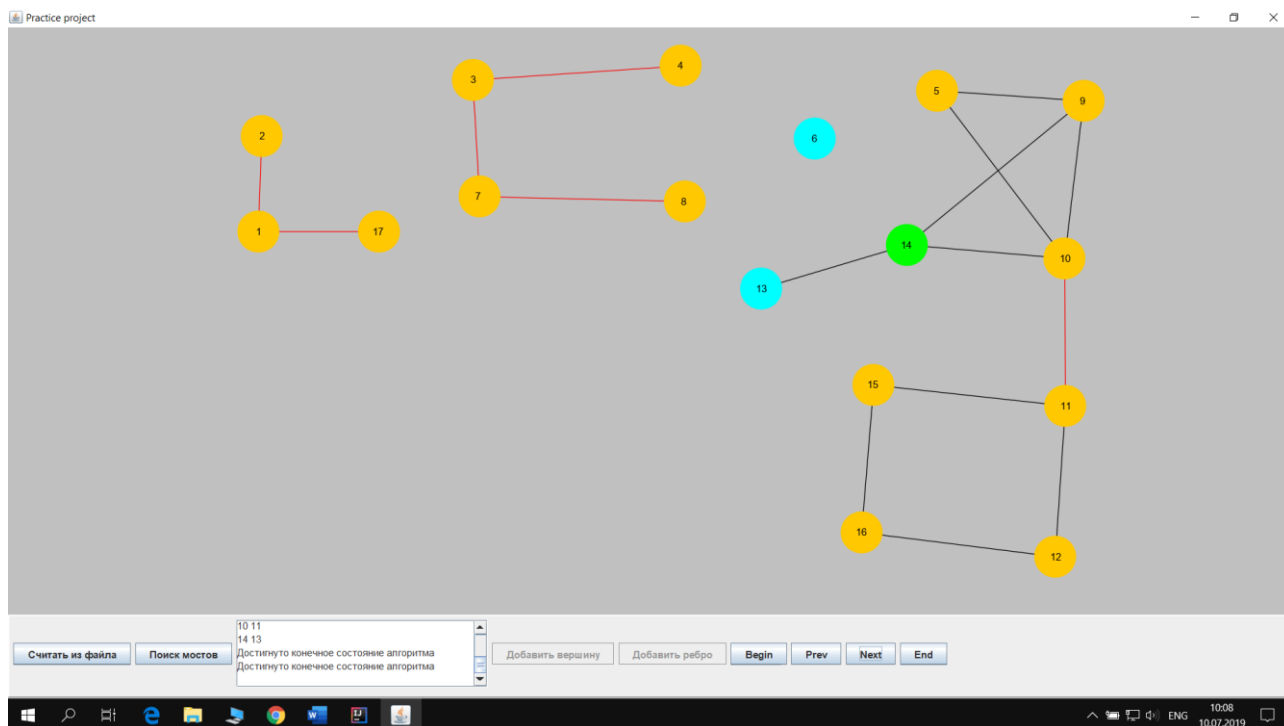 Practice project
3
4
5
9
2
6
7
8
1
17
14
10
13
15
11
16
12
10 11
14 13
Достигнуто конечное состояние алгоритма
Достигнуто конечное состояние алгоритма
Считать из файла
Поиск мостов
Добавить вершину
Добавить ребро
Begin
Prev
Next
End
ENG
10:08
10.07.2019